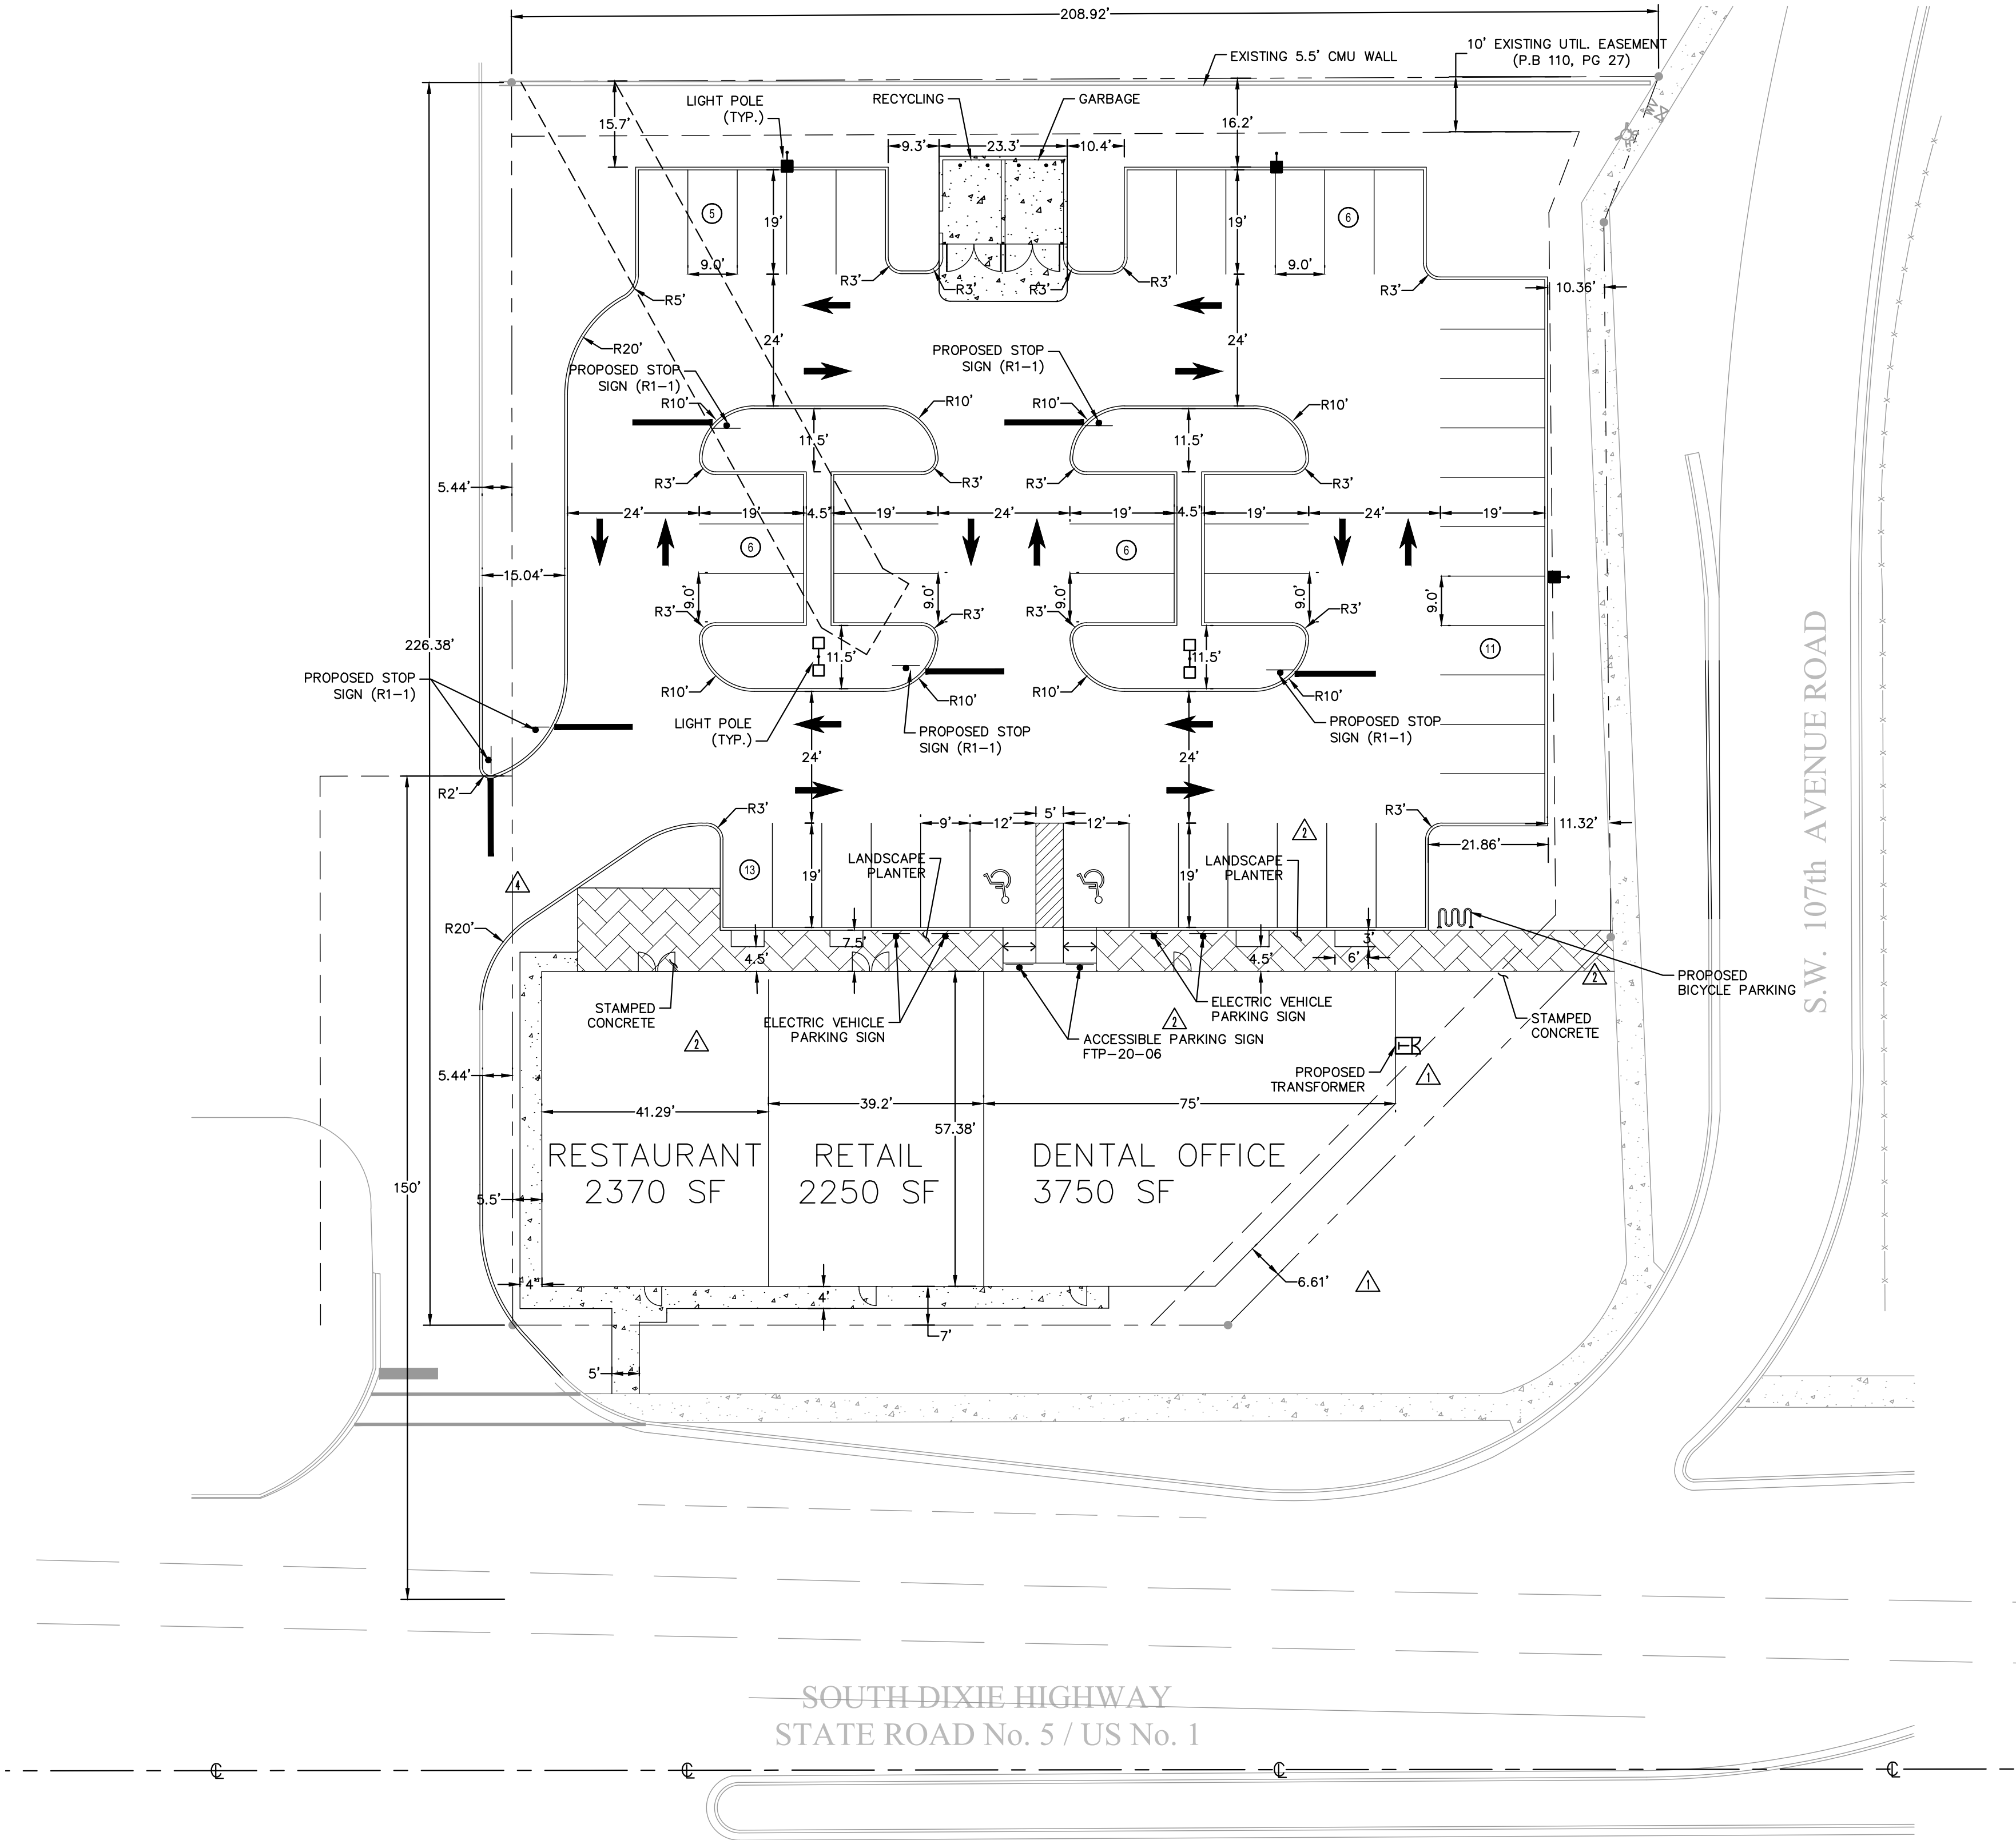 208.92'
EXISTING 5.5' CMU WALL
10' EXISTING UTIL. EASEMENT
(P.B 110, PG 27)
LIGHT POLE
(TYP.)
RECYCLING
GARBAGE
15.7'
16.2'
9.3'
23.3'
10.4'
WV
5
19'
19'
6
9.0'
9.0'
R3'
R3'
R3'
R3'
R3'
10.36'
R5'
R20'
24'
24'
PROPOSED STOP
SIGN (R1-1)
PROPOSED STOP
SIGN (R1-1)
R10'
R10'
R10'
R10'
11.5'
11.5'
R3'
R3'
R3'
R3'
5.44'
24'
19'
4.5'
19'
24'
19'
4.5'
19'
24'
19'
6
6
15.04'
9.0'
9.0'
9.0'
9.0'
9.0'
R3'
R3'
R3'
R3'
226.38'
11
11.5'
11.5'
PROPOSED STOP
SIGN (R1-1)
R10'
R10'
R10'
R10'
LIGHT POLE
(TYP.)
PROPOSED STOP
SIGN (R1-1)
PROPOSED STOP
SIGN (R1-1)
24'
24'
R2'
R3'
R3'
9'
12'
5'
12'
2
11.32'
21.86'
S.W. 107th AVENUE ROAD
13
19'
19'
LANDSCAPE
PLANTER
LANDSCAPE
PLANTER
4
R20'
7.5'
4.5'
4.5'
3'
6'
PROPOSED
BICYCLE PARKING
2
STAMPED
CONCRETE
ELECTRIC VEHICLE
PARKING SIGN
ELECTRIC VEHICLE
PARKING SIGN
STAMPED
CONCRETE
2
2
ACCESSIBLE PARKING SIGN
FTP-20-06
PROPOSED
TRANSFORMER
1
5.44'
41.29'
39.2'
75'
57.38'
RESTAURANT
2370 SF
RETAIL
2250 SF
DENTAL OFFICE
3750 SF
150'
5.5'
4'
4'
6.61'
1
7'
5'
SOUTH DIXIE HIGHWAY
STATE ROAD No. 5 / US No. 1